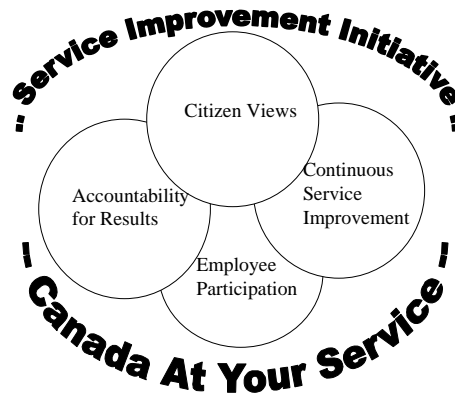 -- Service Improvement Initiative --
Citizen Views
Accountability
for Results
Continuous
Service
Improvement
Employee
Participation
-- Canada At Your Service --